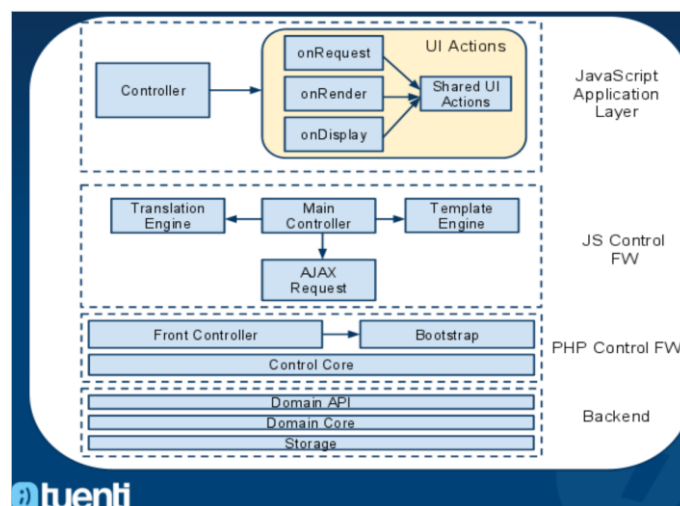 UI Actions
onRequest
Controller
onRender
Shared UI
Actions
onDisplay
JavaScript
Application
Layer
Translation
Engine
Main
Controller
Template
Engine
AJAX
Request
JS Control
FW
Front Controller
Bootstrap
Control Core
PHP Control FW
Domain API
Domain Core
Storage
Backend
;) tuenti